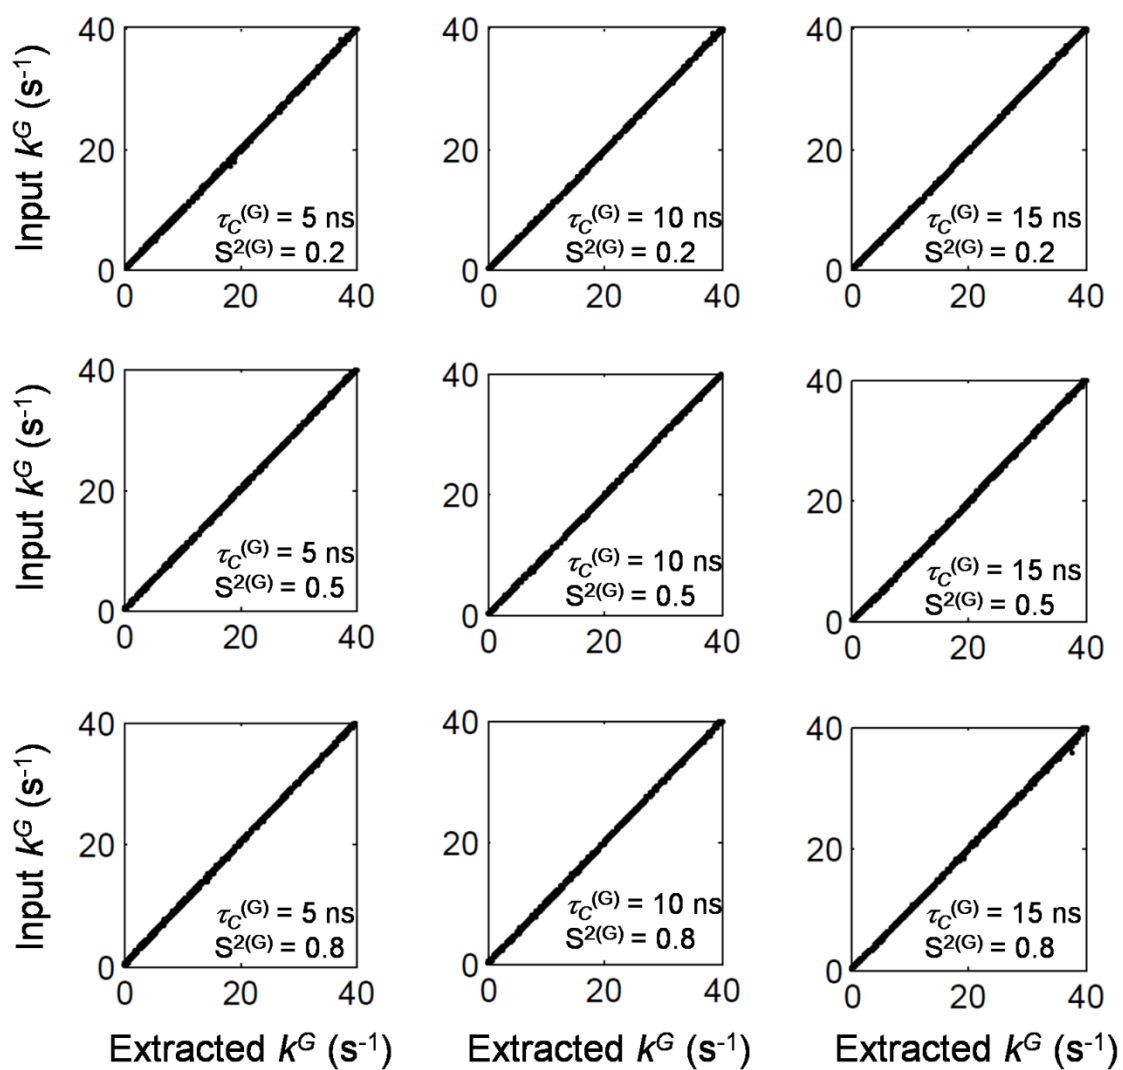 40 40 40
Input k^G (s^-1)
20 20 20
τ_C^(G) = 5 ns τ_C^(G) = 10 ns τ_C^(G) = 15 ns
S^2(G) = 0.2 S^2(G) = 0.2 S^2(G) = 0.2
0 0 0
0 20 40 0 20 40 0 20 40
40 40 40
Input k^G (s^-1)
20 20 20
τ_C^(G) = 5 ns τ_C^(G) = 10 ns τ_C^(G) = 15 ns
S^2(G) = 0.5 S^2(G) = 0.5 S^2(G) = 0.5
0 0 0
0 20 40 0 20 40 0 20 40
40 40 40
Input k^G (s^-1)
20 20 20
τ_C^(G) = 5 ns τ_C^(G) = 10 ns τ_C^(G) = 15 ns
S^2(G) = 0.8 S^2(G) = 0.8 S^2(G) = 0.8
0 0 0
0 20 40 0 20 40 0 20 40
Extracted k^G (s^-1) Extracted k^G (s^-1) Extracted k^G (s^-1)